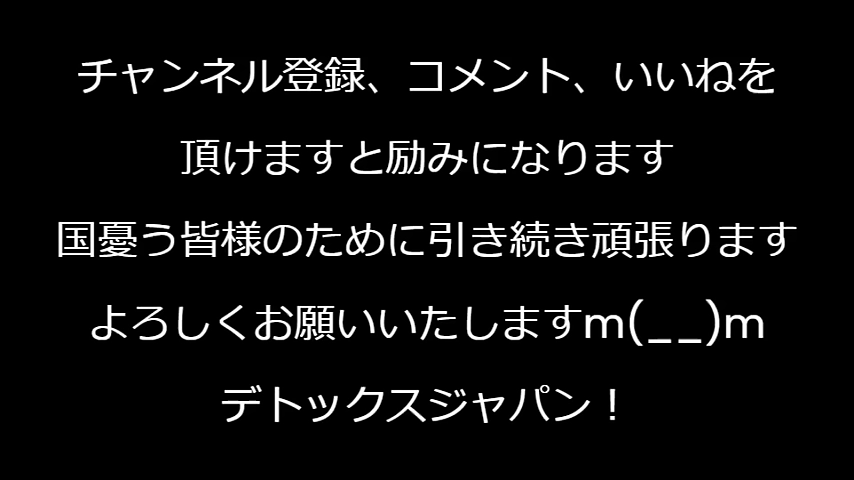 チャンネル登録、コメント、いいねを
頂けますと励みになります
国憂う皆様のために引き続き頑張ります
よろしくお願いいたしますm(__)m
デトックスジャパン！